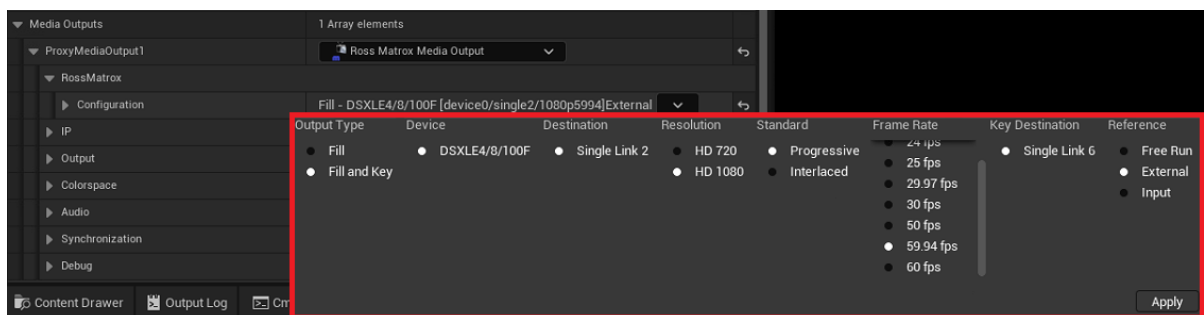 Media Outputs 1 Array elements
ProxyMediaOutput1 Ross Matrox Media Output
RossMatrox
Configuration Fill - DSXLE4/8/100F [device0/single2/1080p5994]External
IP
Output
Colorspace
Audio
Synchronization
Debug
Output Type Device Destination Resolution Standard Frame Rate Key Destination Reference
24 fps
Fill DSXLE4/8/100F Single Link 2 HD 720 Progressive Single Link 6 Free Run
25 fps
Fill and Key HD 1080 Interlaced External
29.97 fps
Input
30 fps
50 fps
59.94 fps
60 fps
Apply
Content Drawer Output Log Cm